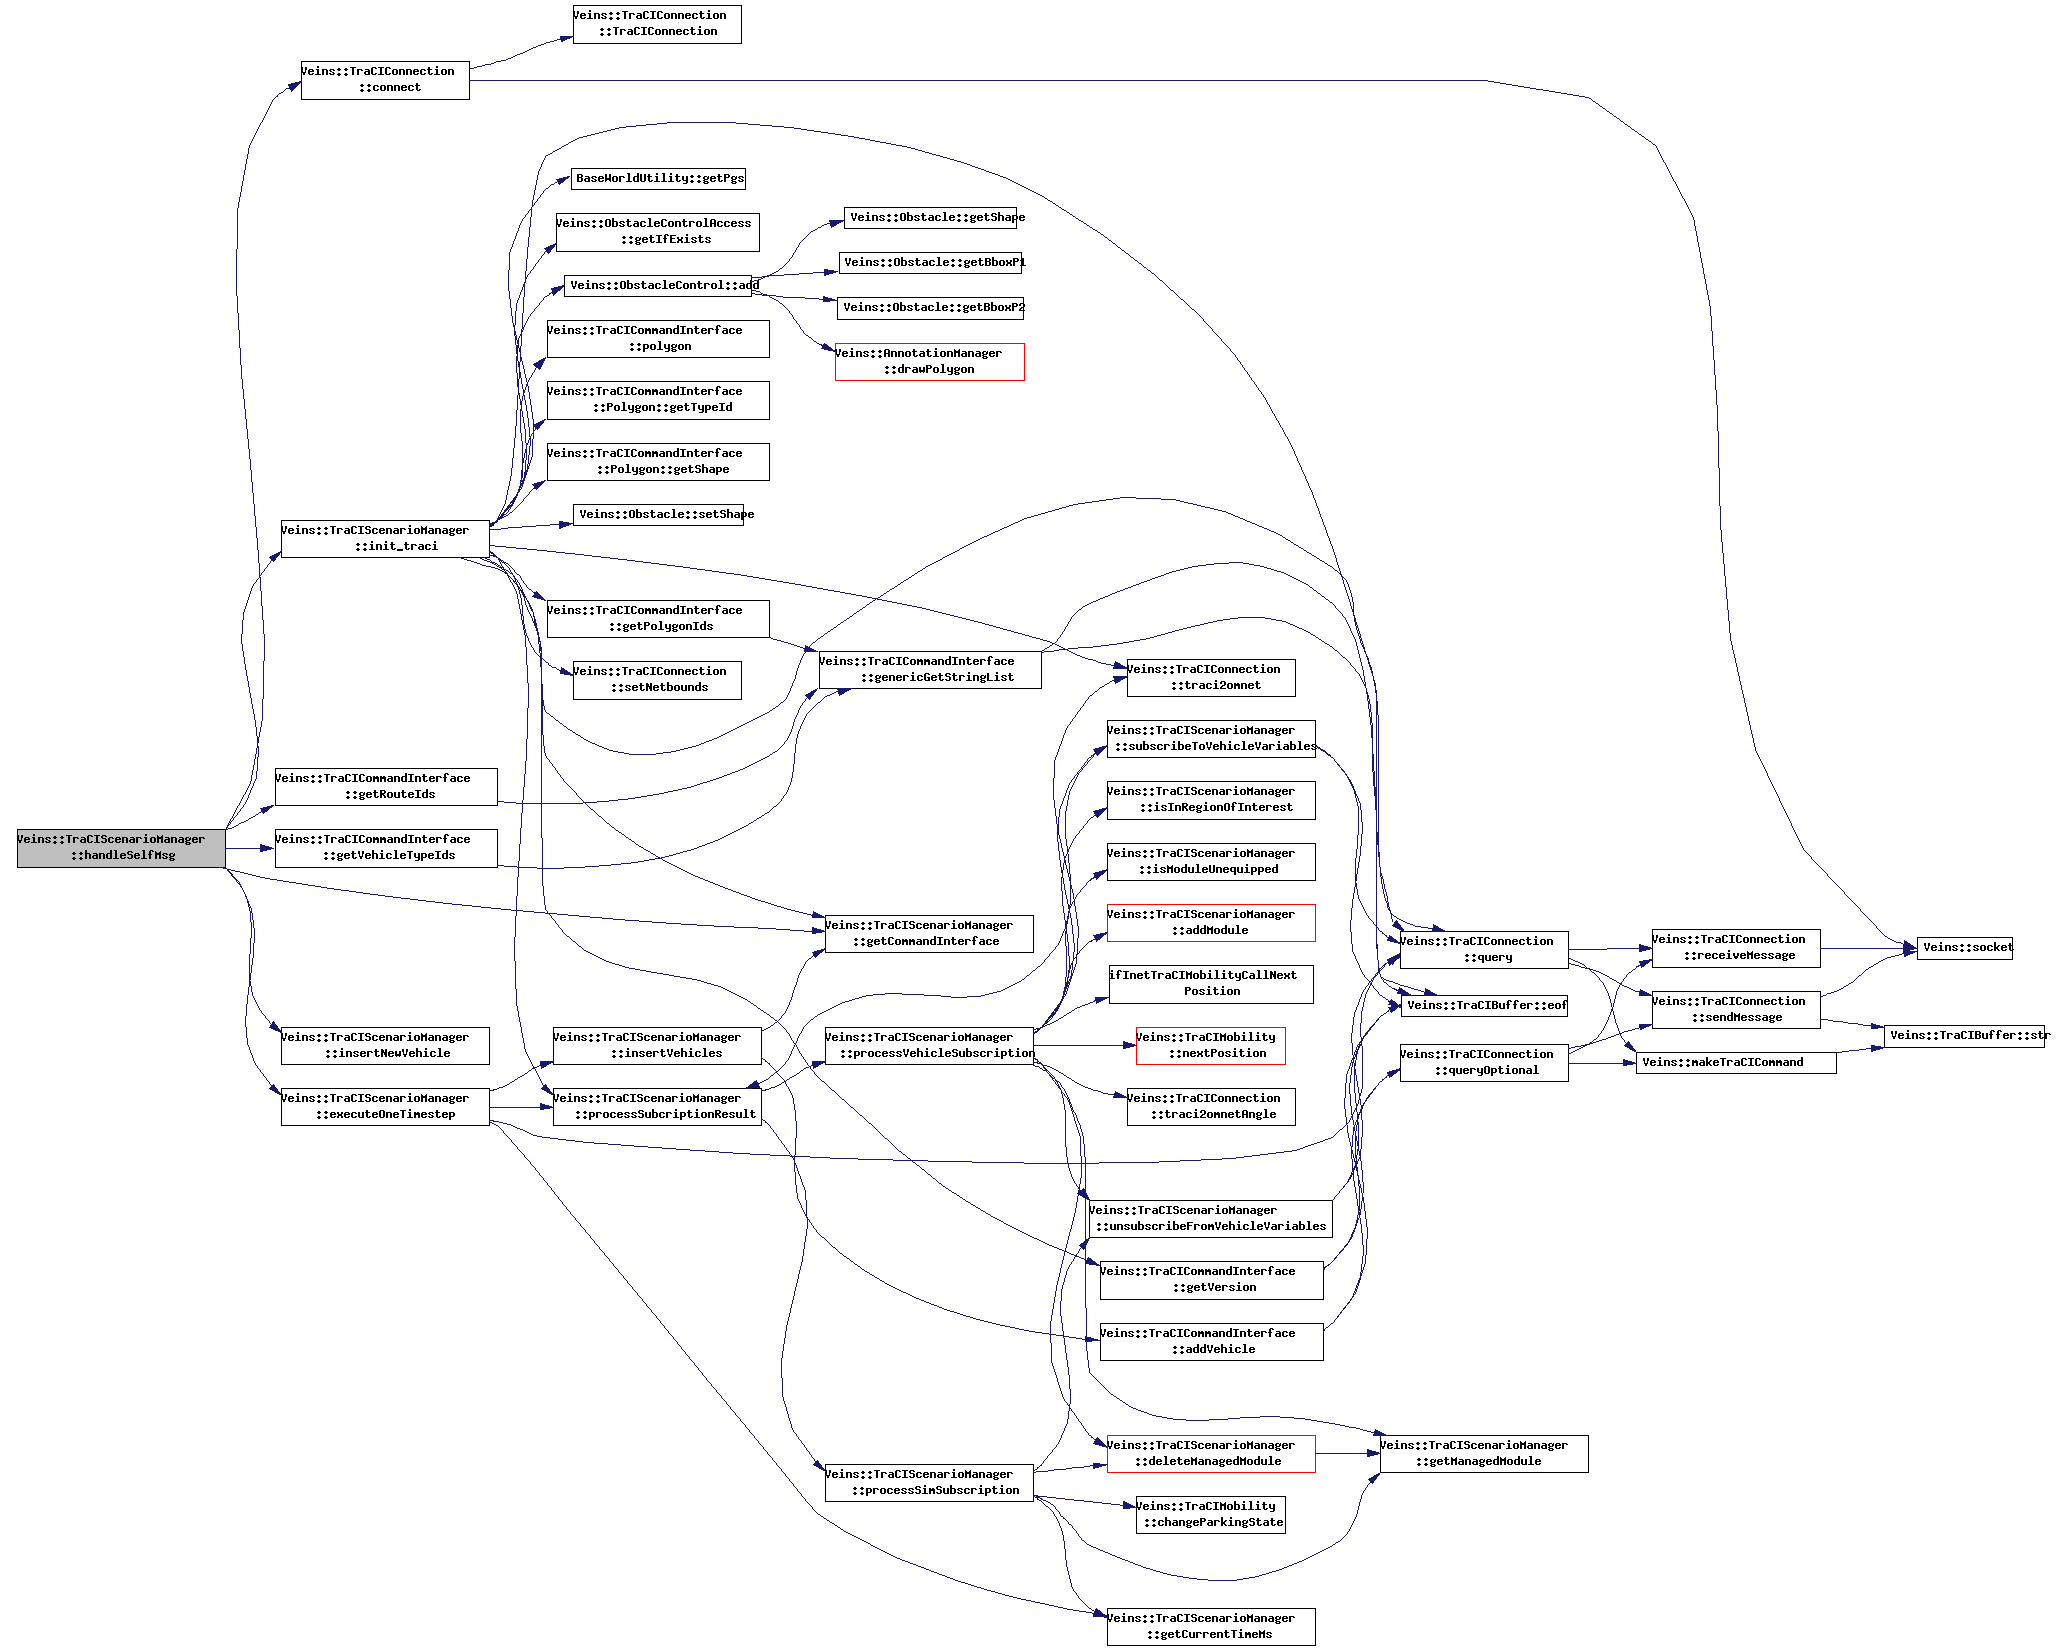 Veins::TraCIConnection
::TraCIConnection
Veins::TraCIConnection
::connect
BaseWorldUtility::getPgs
Veins::ObstacleControlAccess
::getIfExists
Veins::Obstacle::getShape
Veins::Obstacle::getBboxP1
Veins::ObstacleControl::add
Veins::Obstacle::getBboxP2
Veins::TraCICommandInterface
::polygon
Veins::AnnotationManager
::drawPolygon
Veins::TraCICommandInterface
::Polygon::getTypeId
Veins::TraCICommandInterface
::Polygon::getShape
Veins::Obstacle::setShape
Veins::TraCIScenarioManager
::init_traci
Veins::TraCICommandInterface
::getPolygonIds
Veins::TraCICommandInterface
::genericGetStringList
Veins::TraCIConnection
::setNetbounds
Veins::TraCIConnection
::traci2omnet
Veins::TraCIScenarioManager
::subscribeToVehicleVariables
Veins::TraCICommandInterface
::getRouteIds
Veins::TraCIScenarioManager
::isInRegionOfInterest
Veins::TraCIScenarioManager
::handleSelfMsg
Veins::TraCICommandInterface
::getVehicleTypeIds
Veins::TraCIScenarioManager
::isModuleUnequipped
Veins::TraCIScenarioManager
::getCommandInterface
Veins::TraCIScenarioManager
::addModule
Veins::TraCIConnection
::query
Veins::TraCIConnection
::receiveMessage
Veins::socket
ifInetTraCIMobilityCallNext
Position
Veins::TraCIBuffer::eof
Veins::TraCIConnection
::sendMessage
Veins::TraCIScenarioManager
::insertNewVehicle
Veins::TraCIScenarioManager
::insertVehicles
Veins::TraCIScenarioManager
::processVehicleSubscription
Veins::TraCIMobility
::nextPosition
Veins::TraCIBuffer::str
Veins::TraCIConnection
::queryOptional
Veins::makeTraCICommand
Veins::TraCIScenarioManager
::executeOneTimestep
Veins::TraCIScenarioManager
::processSubcriptionResult
Veins::TraCIConnection
::traci2omnetAngle
Veins::TraCIScenarioManager
::unsubscribeFromVehicleVariables
Veins::TraCICommandInterface
::getVersion
Veins::TraCICommandInterface
::addVehicle
Veins::TraCIScenarioManager
::deleteManagedModule
Veins::TraCIScenarioManager
::getManagedModule
Veins::TraCIScenarioManager
::processSimSubscription
Veins::TraCIMobility
::changeParkingState
Veins::TraCIScenarioManager
::getCurrentTimeMs